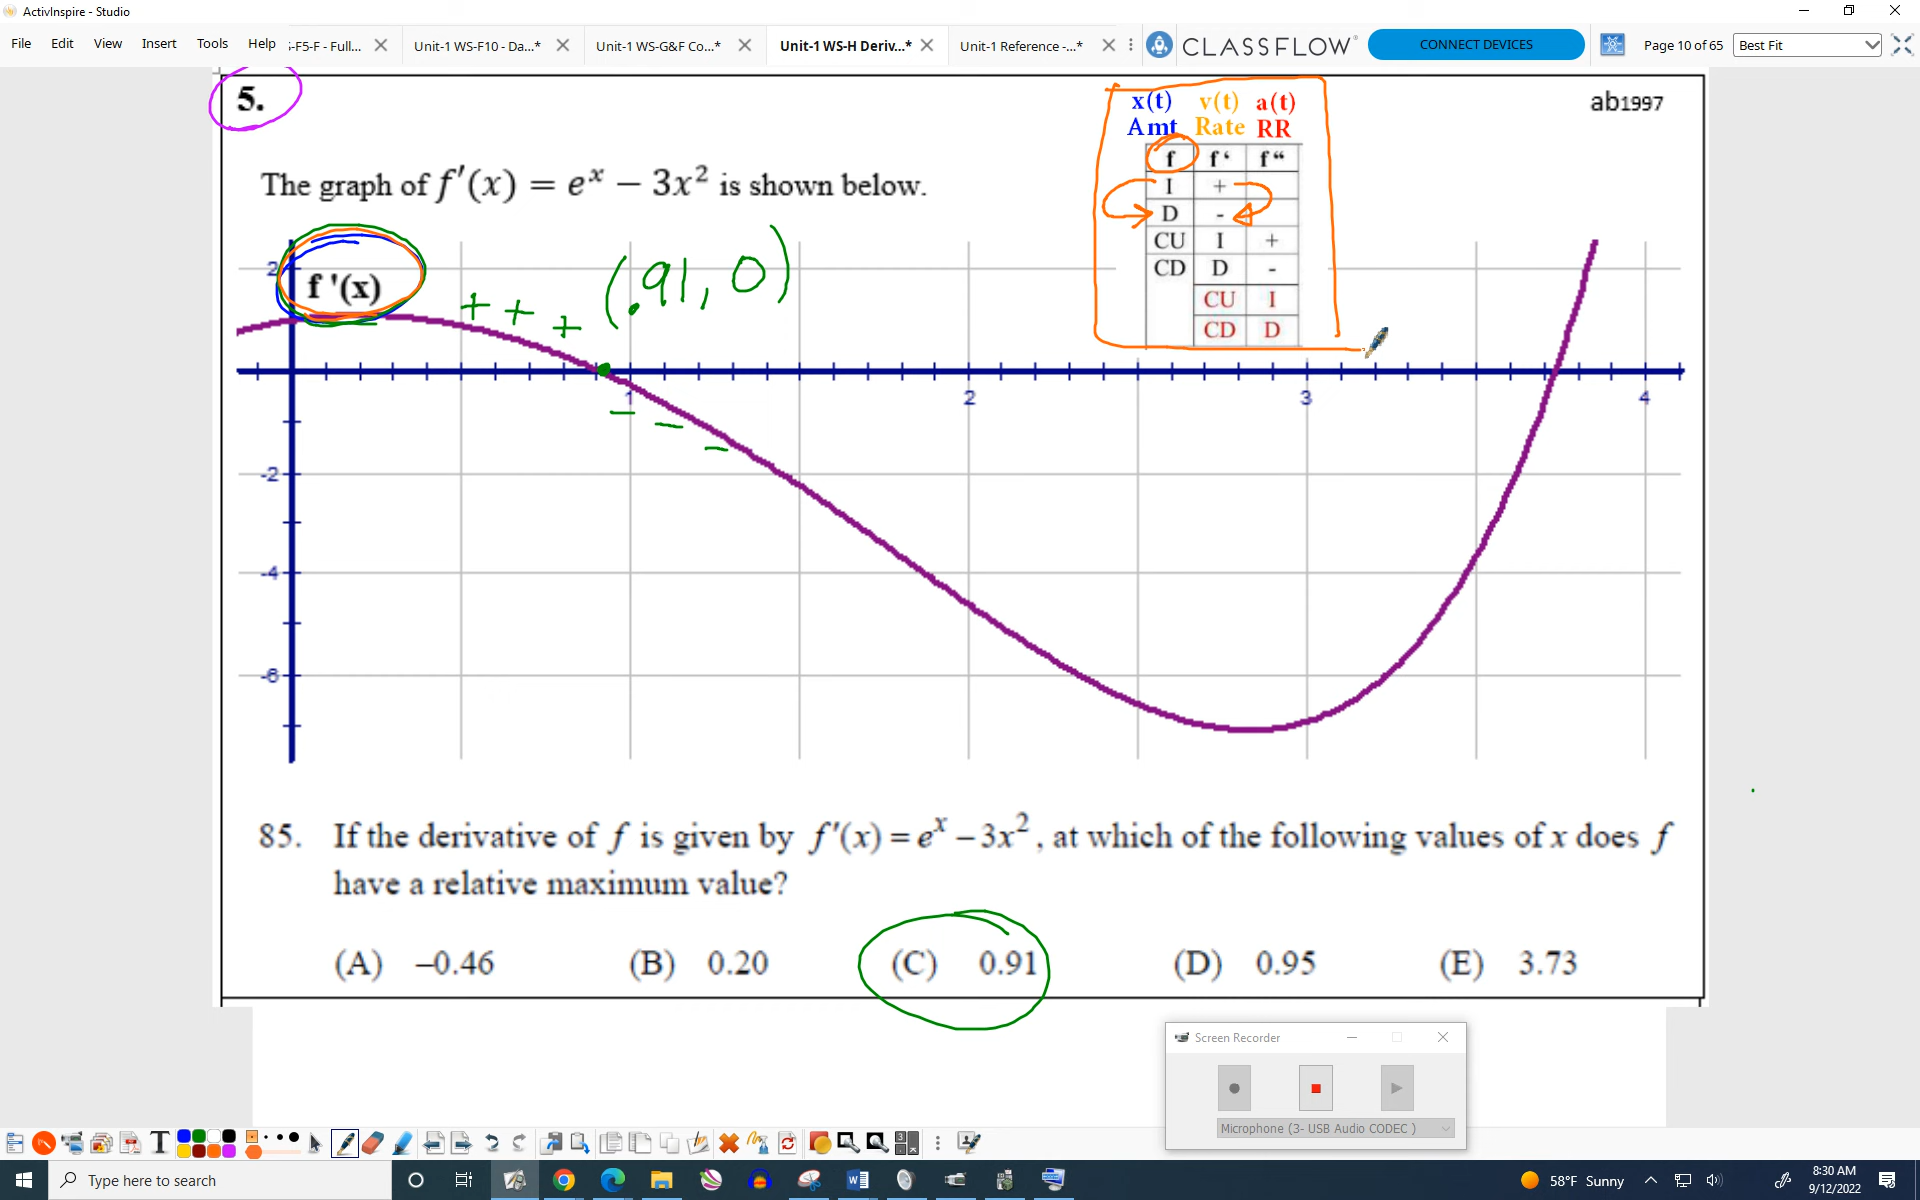 ActivInspire - Studio
File Edit View Insert Tools Help -F5-F - Full... Unit-1 WS-F10 - Da...* Unit-1 WS-G&F Co...* Unit-1 WS-H Deriv...* Unit-1 Reference -...* CLASSFLOW CONNECT DEVICES Page 10 of 65 Best Fit
5.
ab1997
x(t) v(t) a(t)
Amt Rate RR
f f‘ f“
I +
D -
CU I +
CD D -
CU I
CD D
The graph of f'(x) = e^x − 3x² is shown below.
2
f '(x)
+ + +
(.91, 0)
1 2 3 4
− − −
-2
-4
-6
85. If the derivative of f is given by f'(x) = e^x − 3x², at which of the following values of x does f
have a relative maximum value?
(A) −0.46 (B) 0.20 (C) 0.91 (D) 0.95 (E) 3.73
Screen Recorder
Microphone (3- USB Audio CODEC )
T
Type here to search
58°F Sunny
8:30 AM
9/12/2022